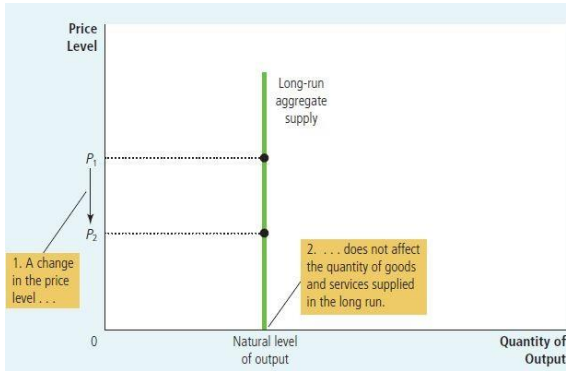 Price
Level
Long-run
aggregate
supply
P₁
P₂
1. A change
in the price
level . . .
2. . . . does not affect
the quantity of goods
and services supplied
in the long run.
0
Natural level
of output
Quantity of
Output